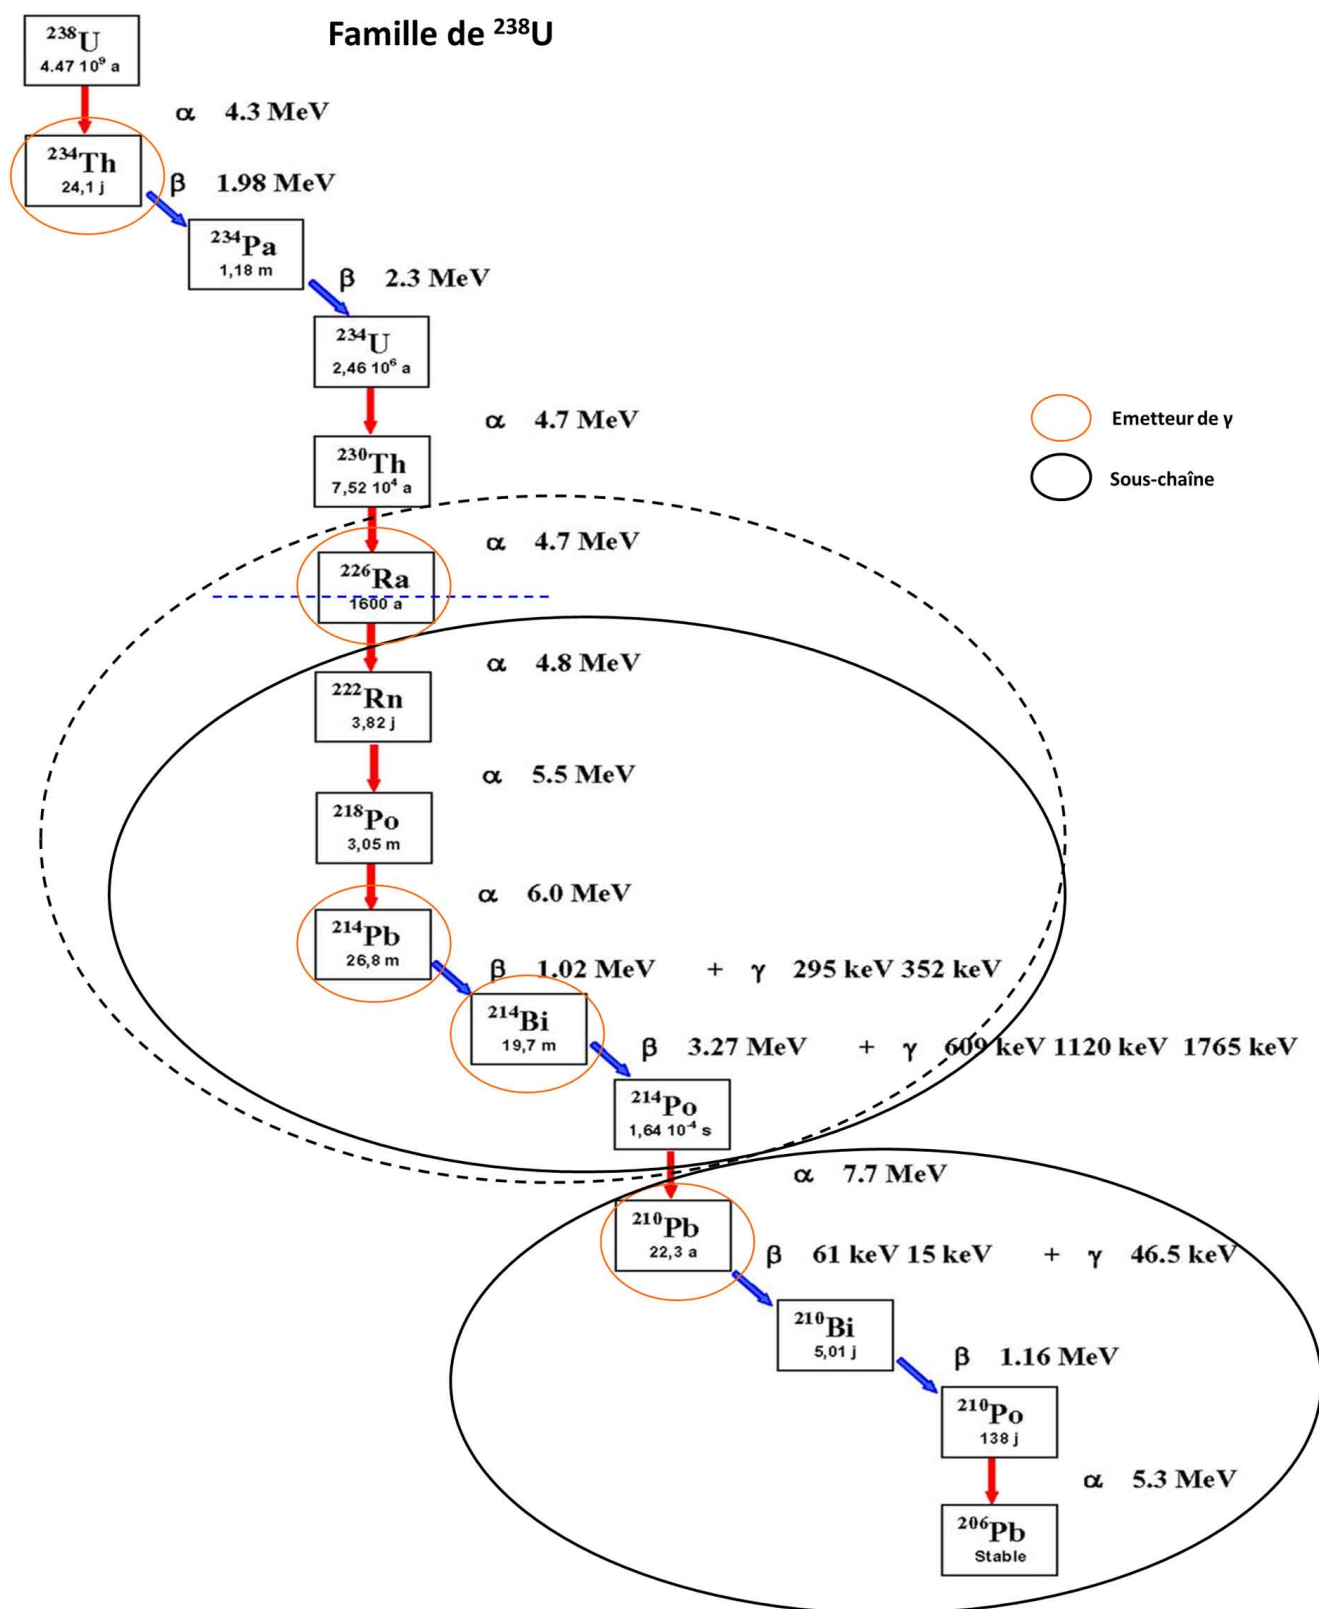 Famille de ²³⁸U
²³⁸U
4.47 10⁹ a
α 4.3 MeV
²³⁴Th
24,1 j
β 1.98 MeV
²³⁴Pa
1,18 m
β 2.3 MeV
²³⁴U
2,46 10⁶ a
α 4.7 MeV
Emetteur de γ
²³⁰Th
7,52 10⁴ a
Sous-chaîne
α 4.7 MeV
²²⁶Ra
1600 a
α 4.8 MeV
²²²Rn
3,82 j
α 5.5 MeV
²¹⁸Po
3,05 m
α 6.0 MeV
²¹⁴Pb
26,8 m
β 1.02 MeV + γ 295 keV 352 keV
²¹⁴Bi
19,7 m
β 3.27 MeV + γ 609 keV 1120 keV 1765 keV
²¹⁴Po
1,64 10⁻⁴ s
α 7.7 MeV
²¹⁰Pb
22,3 a
β 61 keV 15 keV + γ 46.5 keV
²¹⁰Bi
5,01 j
β 1.16 MeV
²¹⁰Po
138 j
α 5.3 MeV
²⁰⁶Pb
Stable